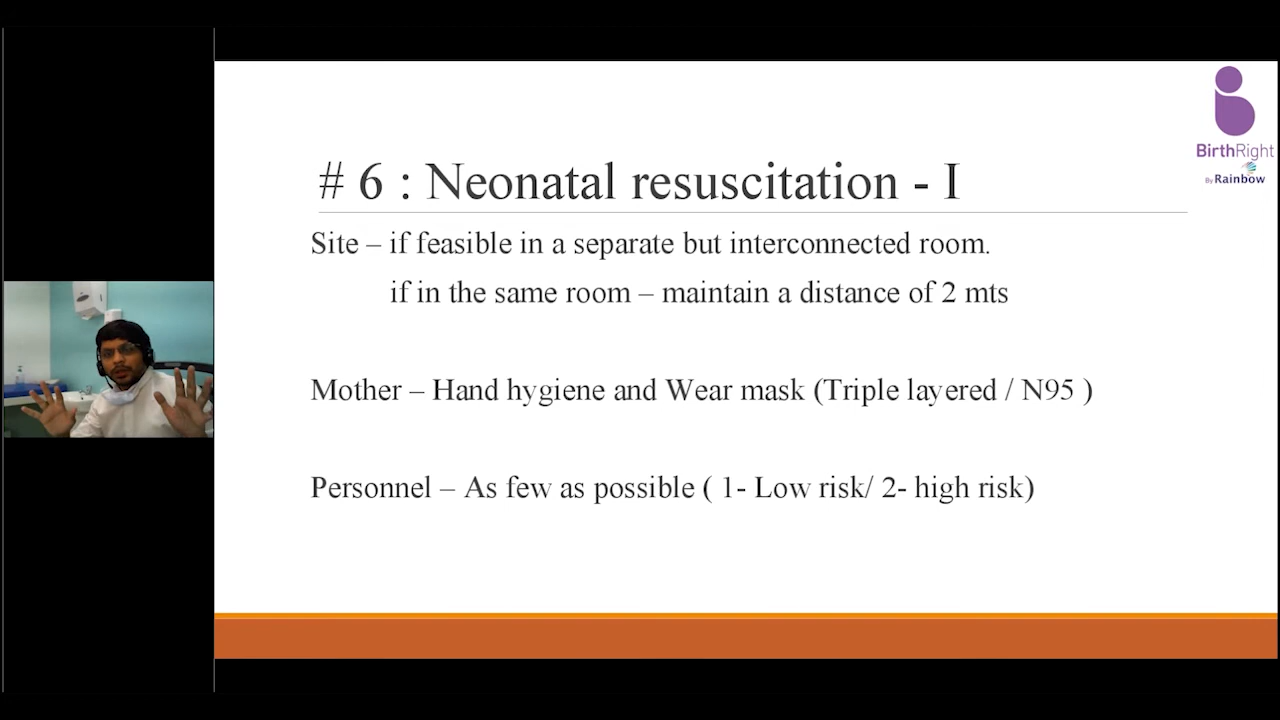 # 6 : Neonatal resuscitation - I
Site – if feasible in a separate but interconnected room.
if in the same room – maintain a distance of 2 mts
Mother – Hand hygiene and Wear mask (Triple layered / N95 )
Personnel – As few as possible ( 1- Low risk/ 2- high risk)
BirthRight
By Rainbow